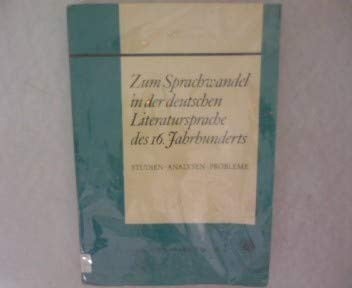 Zum Sprachwandel
in der deutschen
Literatursprache
des 16. Jahrhunderts
STUDIEN · ANALYSEN · PROBLEME